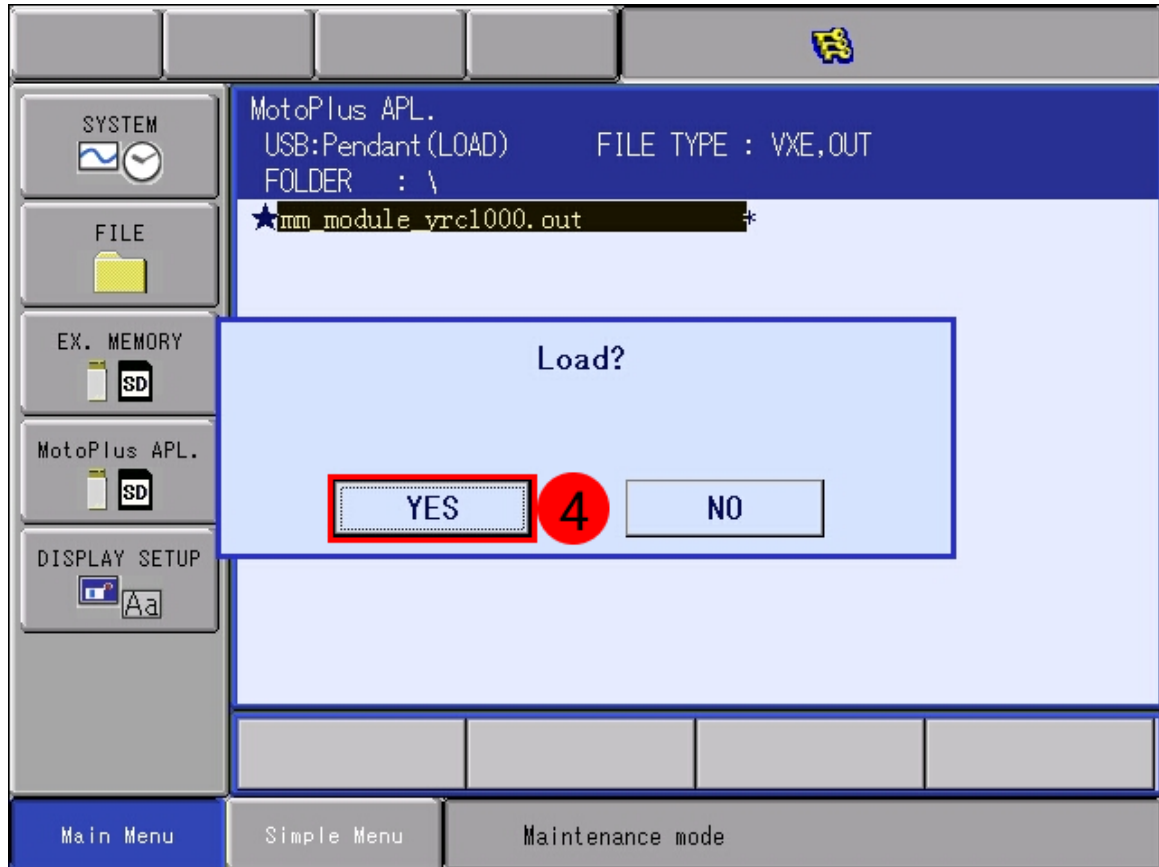 SYSTEM
FILE
EX. MEMORY
SD
MotoPlus APL.
SD
DISPLAY SETUP
Aa
MotoPlus APL.
USB:Pendant(LOAD) FILE TYPE : VXE,OUT
FOLDER : \
★mm_module_yrc1000.out *
Load?
YES 4 NO
Main Menu Simple Menu Maintenance mode